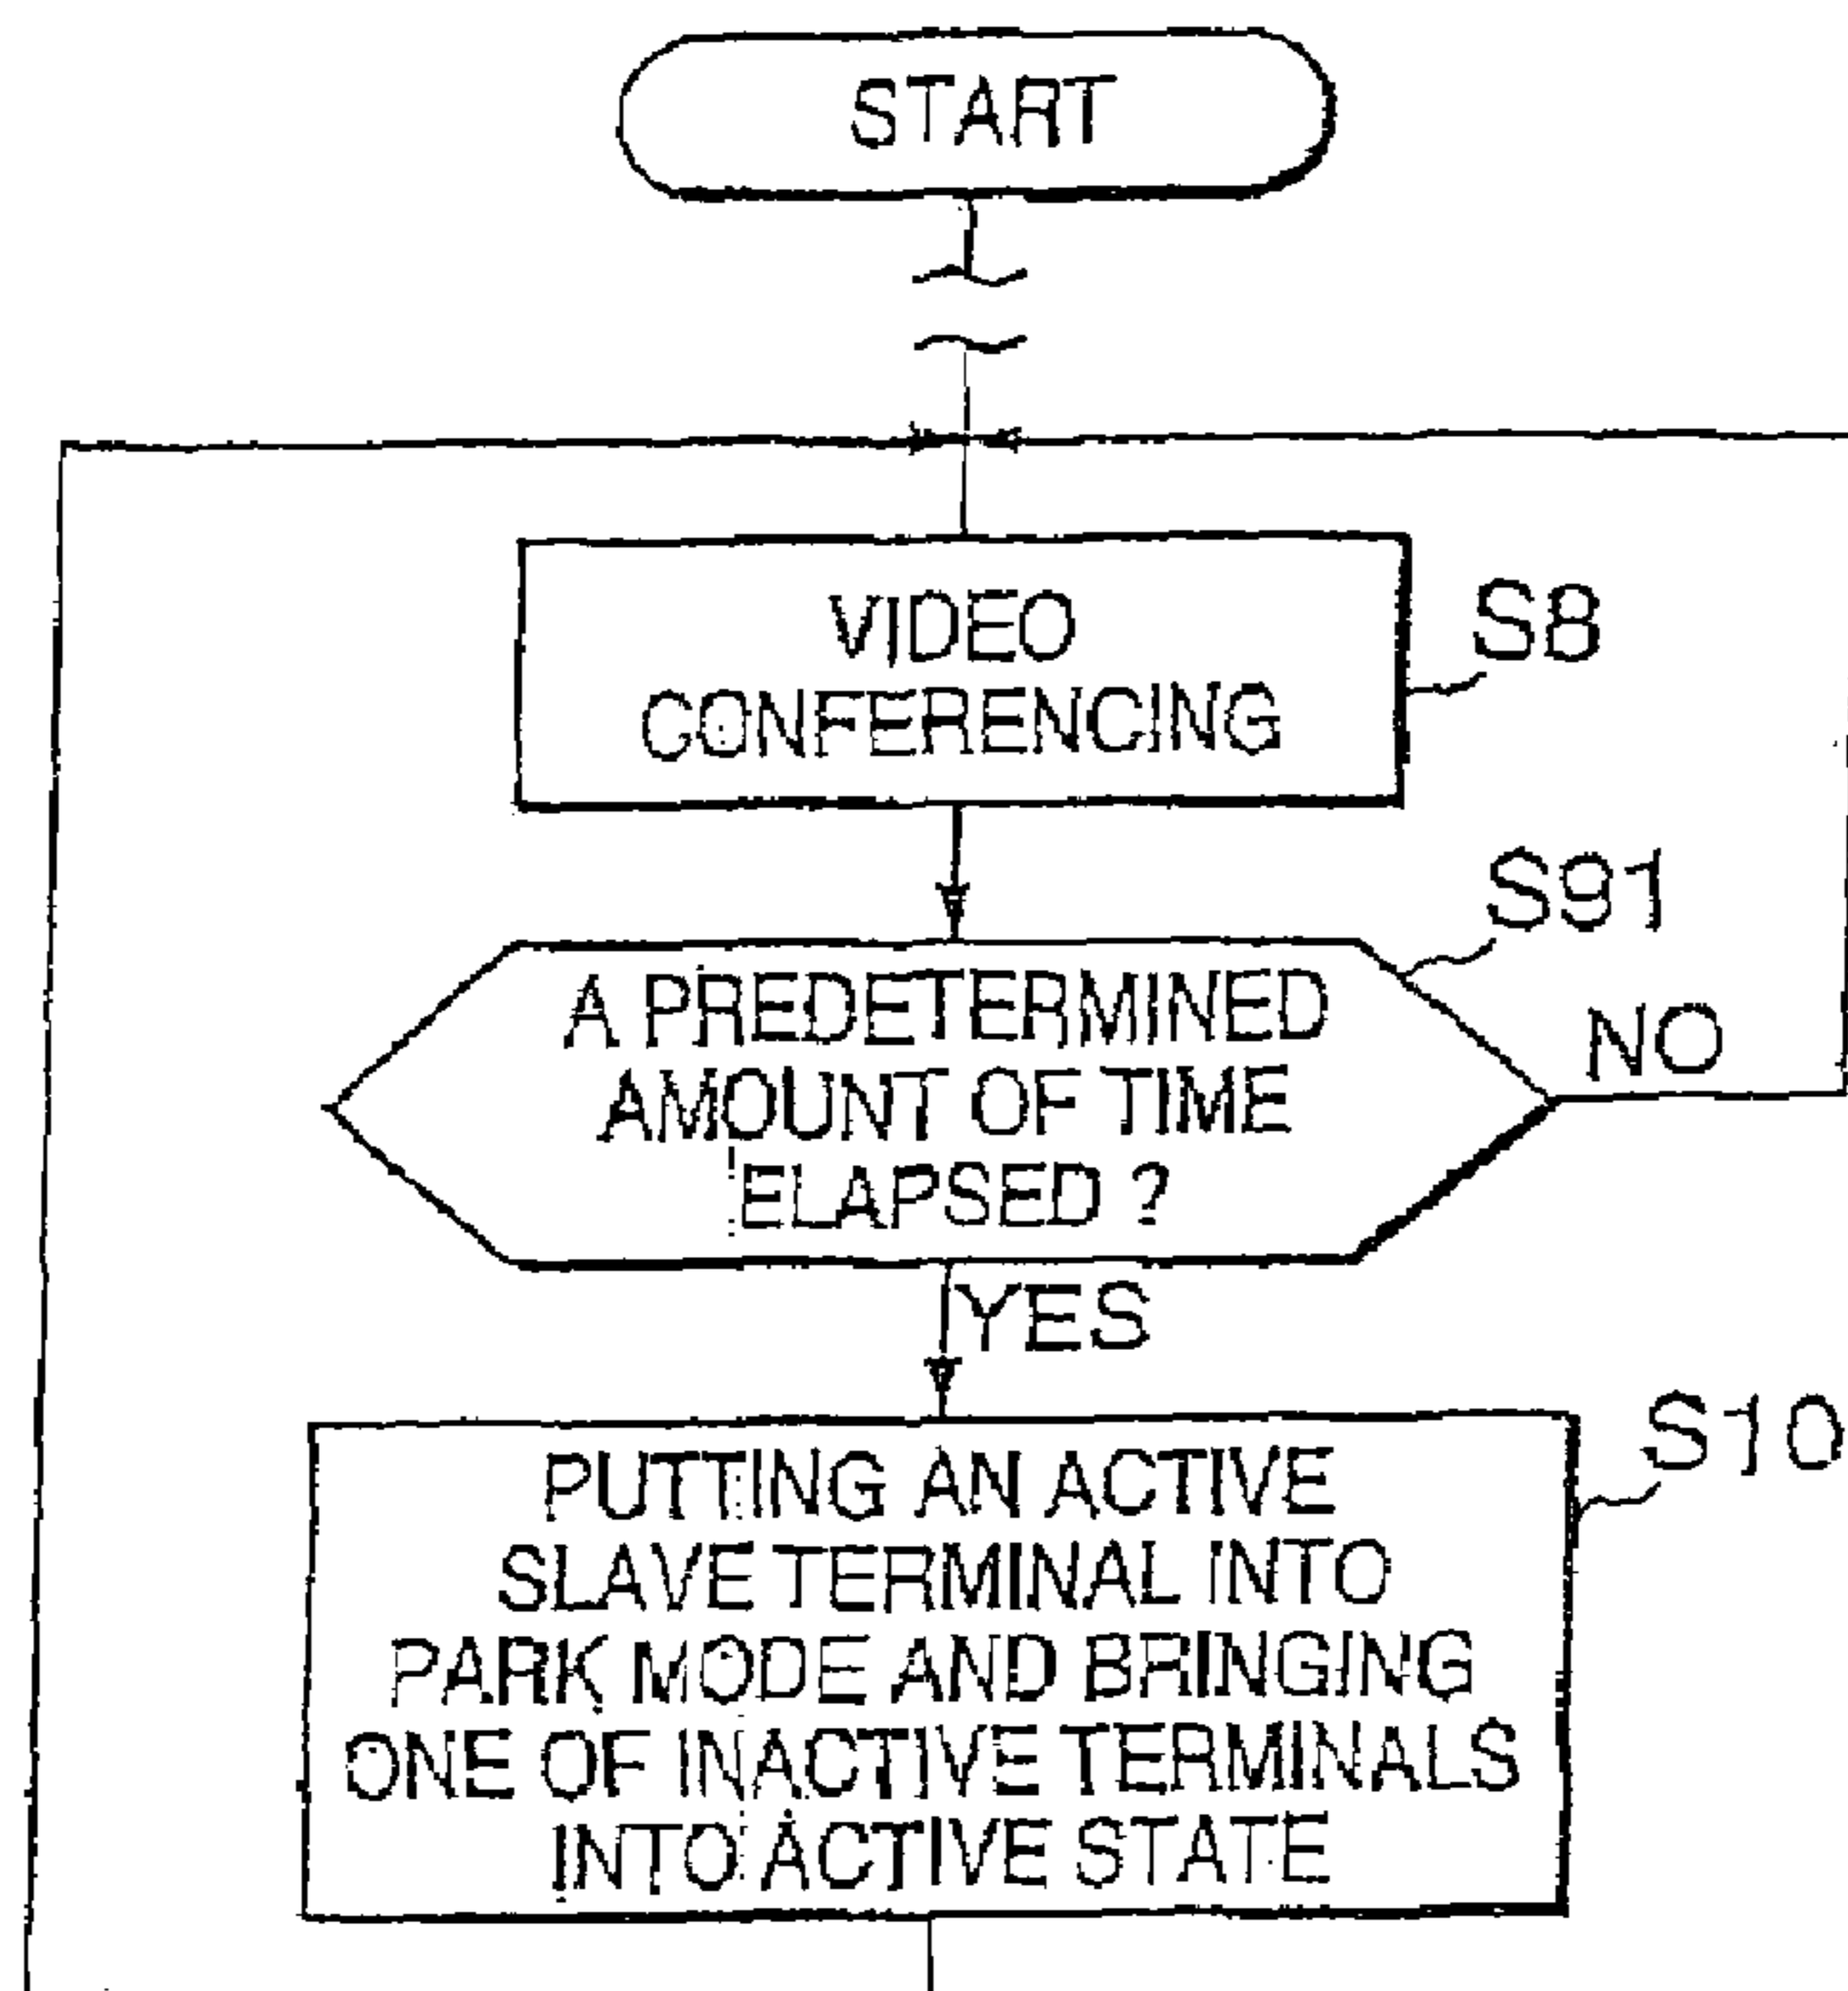 START
VIDEO
CONFERENCING
S8
S91
A PREDETERMINED
AMOUNT OF TIME
ELAPSED ?
NO
YES
S10
PUTTING AN ACTIVE
SLAVE TERMINAL INTO
PARK MODE AND BRINGING
ONE OF INACTIVE TERMINALS
INTO ACTIVE STATE